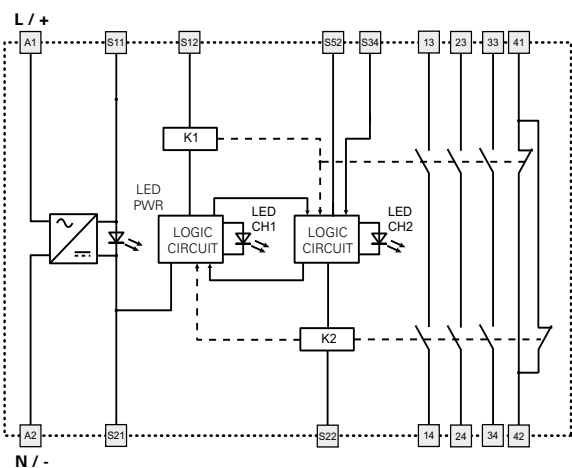 L / +
A1 S11 S12 S52 S34 13 23 33 41
K1
LED
PWR
LOGIC
CIRCUIT
LED
CH1
LOGIC
CIRCUIT
LED
CH2
K2
A2 S21 S22 14 24 34 42
N / -